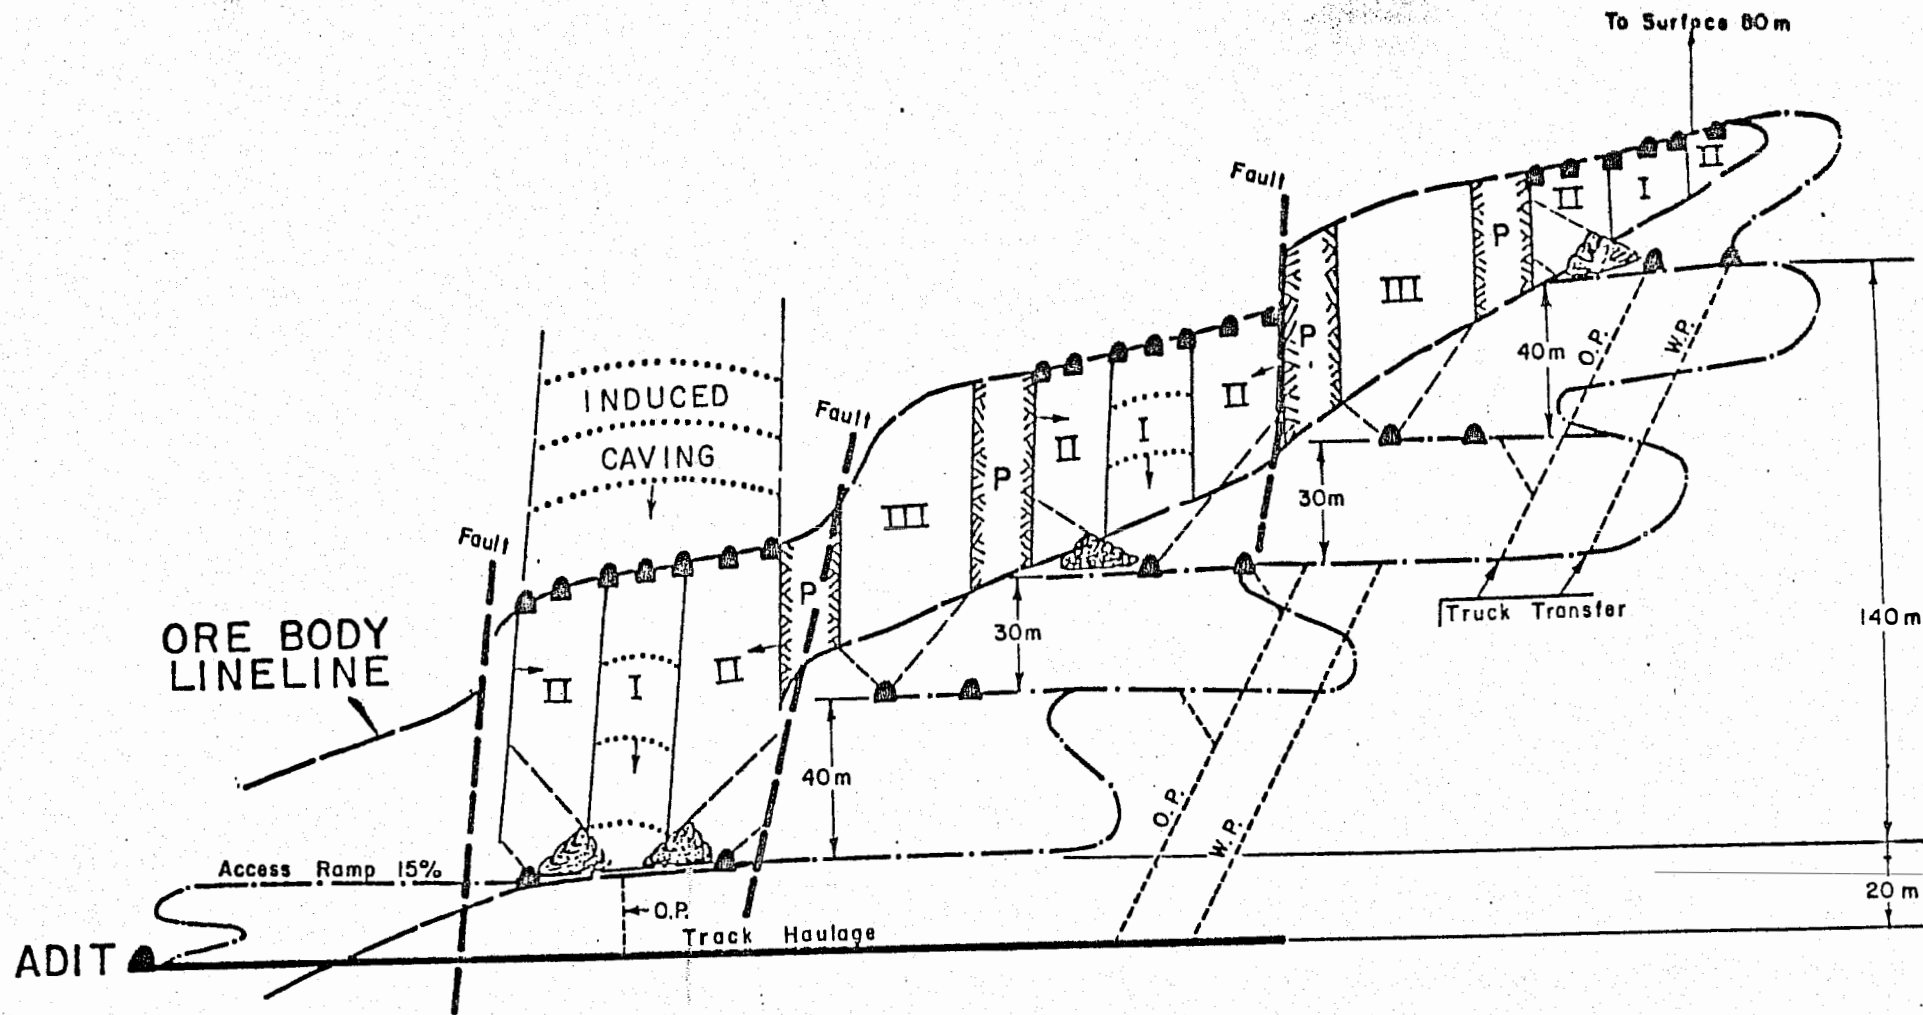 To Surface 80m
Fault
II
I
II
P
III
P
40m
O.P.
W.P.
INDUCED
CAVING
Fault
II
I
II
P
III
30m
Fault
P
Truck Transfer
140m
ORE BODY
LINELINE
II
I
II
30m
40m
O.P.
W.P.
Access Ramp 15%
20 m
O.P.
Track Haulage
ADIT